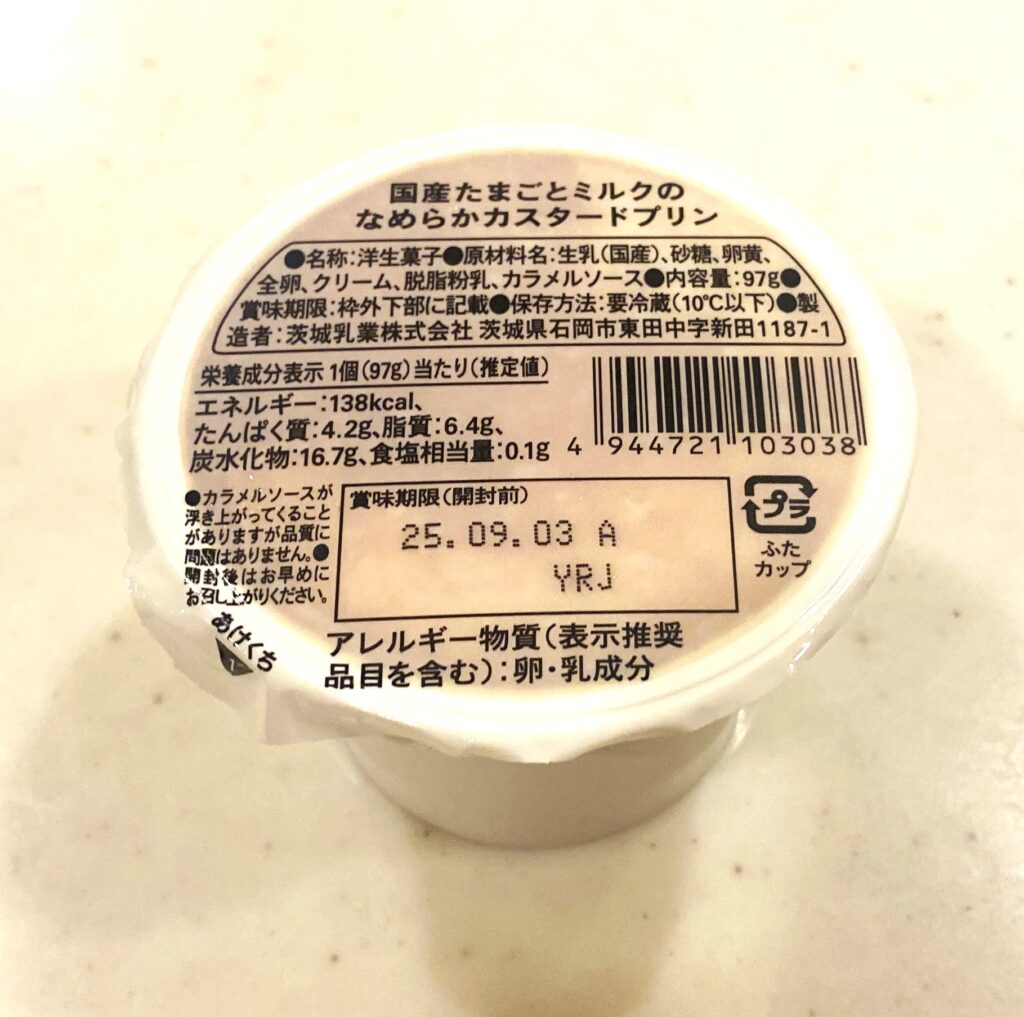 国産たまごとミルクの
なめらかカスタードプリン
●名称:洋生菓子●原材料名:生乳(国産)、砂糖、卵黄、
全卵、クリーム、脱脂粉乳、カラメルソース●内容量:97g●
賞味期限:枠外下部に記載●保存方法:要冷蔵(10℃以下)●製
造者:茨城乳業株式会社 茨城県石岡市東田中字新田1187-1
栄養成分表示 1個(97g)当たり(推定値)
エネルギー:138kcal、
たんぱく質:4.2g、脂質:6.4g、
炭水化物:16.7g、食塩相当量:0.1g
4 944721 103038
●カラメルソースが
浮き上がってくること
がありますが品質に
問題はありません。●
開封後はお早めに
お召し上がりください。
賞味期限(開封前)
25.09.03 A
YRJ
プラ
ふた
カップ
あけくち
1
アレルギー物質(表示推奨
品目を含む):卵・乳成分